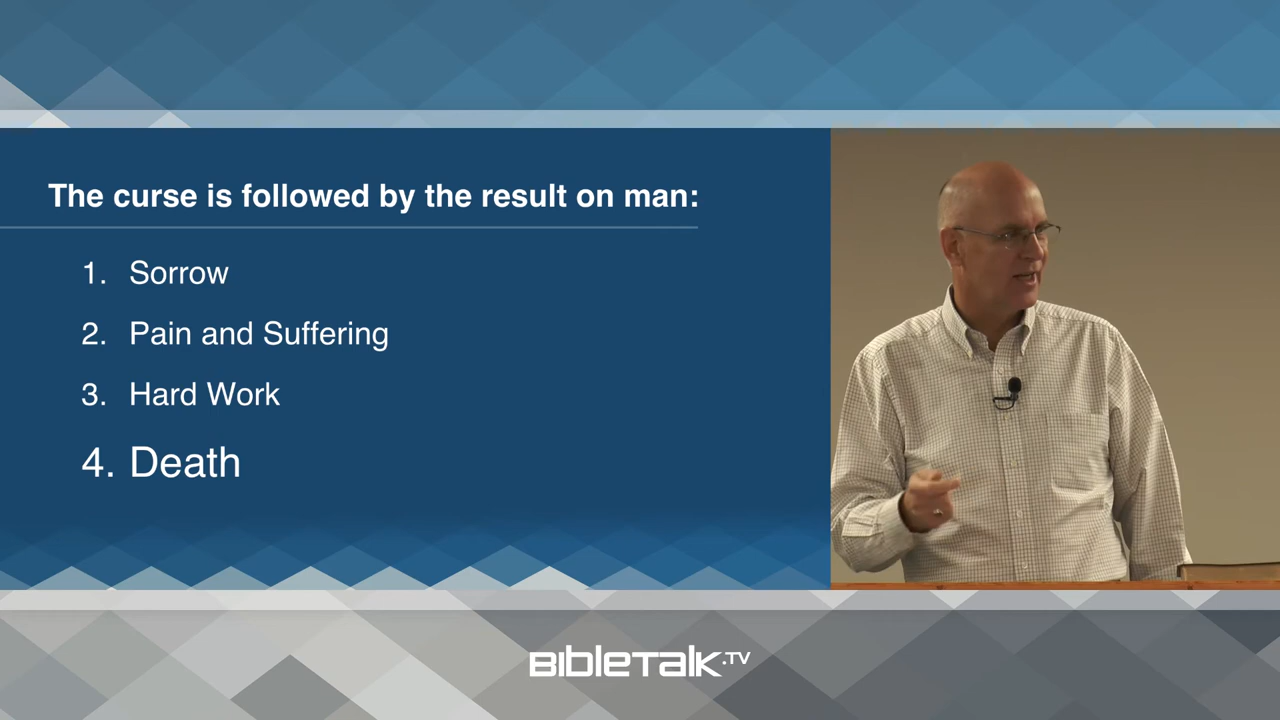 The curse is followed by the result on man:
1. Sorrow
2. Pain and Suffering
3. Hard Work
4. Death
BibleTalk.TV